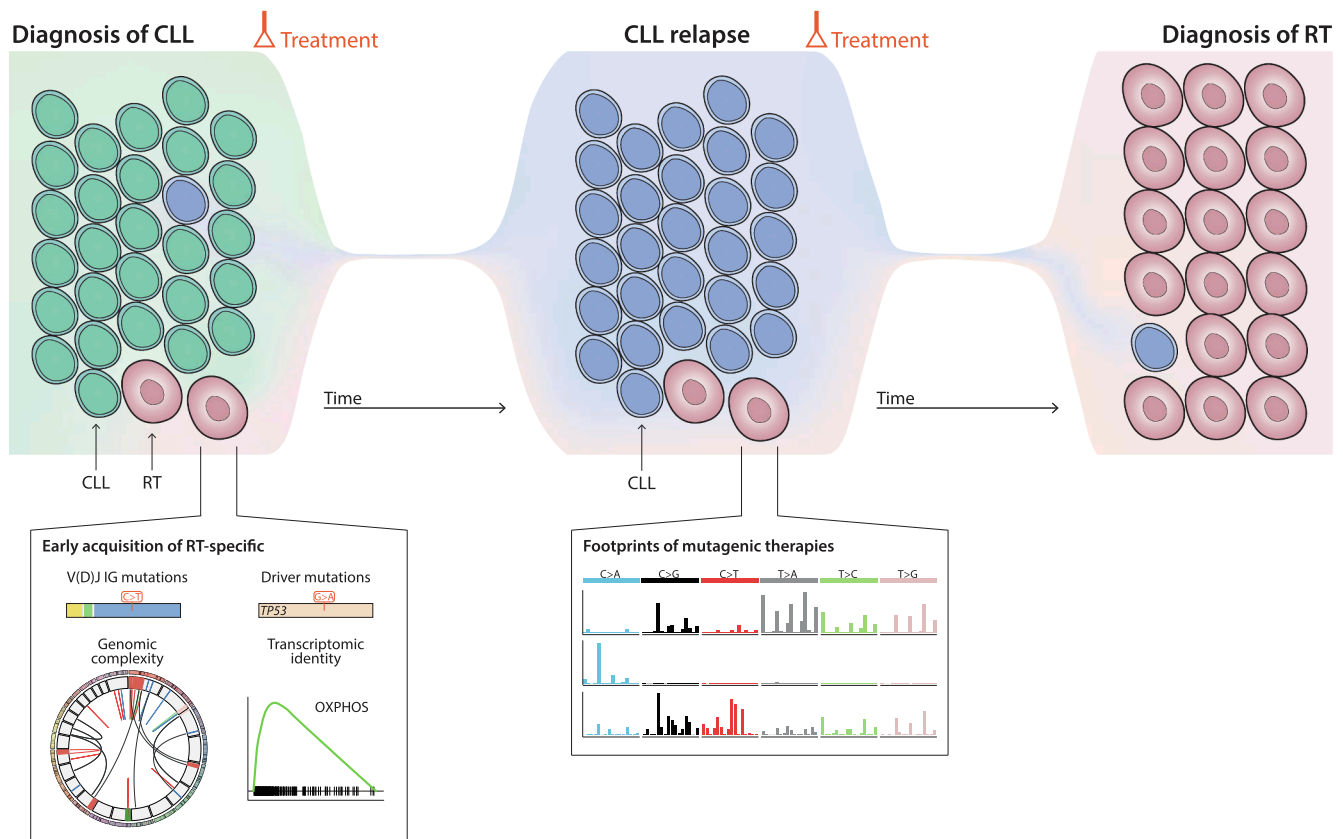 Diagnosis of CLL
Treatment
CLL relapse
Treatment
Diagnosis of RT
Time
Time
CLL
RT
CLL
Early acquisition of RT-specific
V(D)J IG mutations
C>T
Driver mutations
G>A
TP53
Genomic
complexity
Transcriptomic
identity
OXPHOS
Footprints of mutagenic therapies
C>A
C>G
C>T
T>A
T>C
T>G